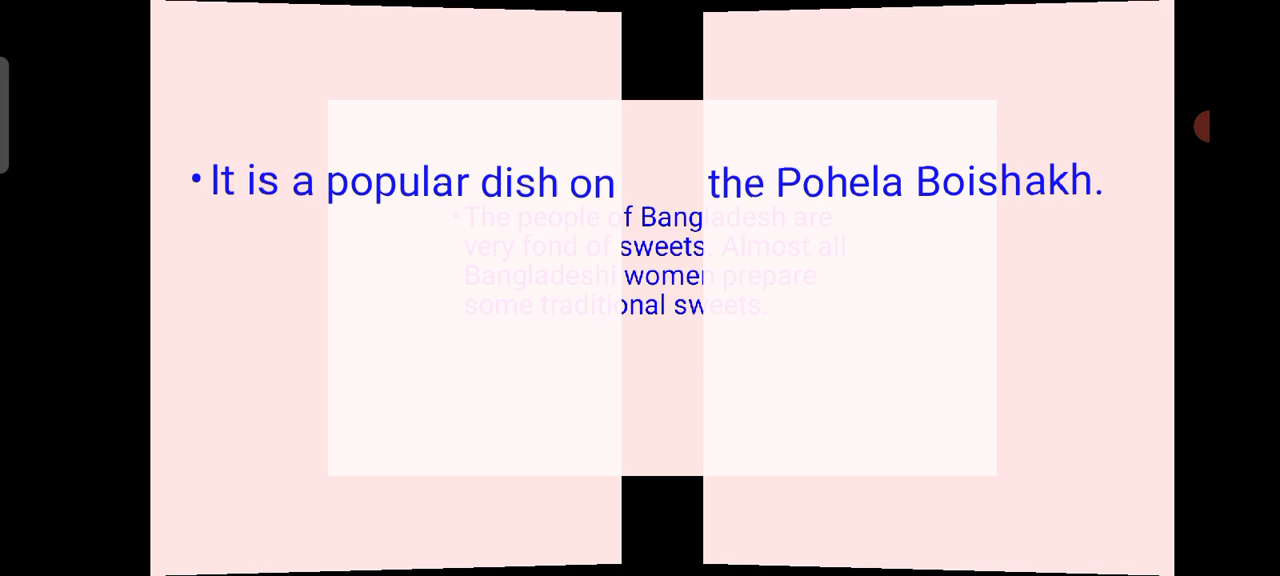 • It is a popular dish on the Pohela Boishakh.
• The people of Bangladesh are
very fond of sweets. Almost all
Bangladeshi women prepare
some traditional sweets.